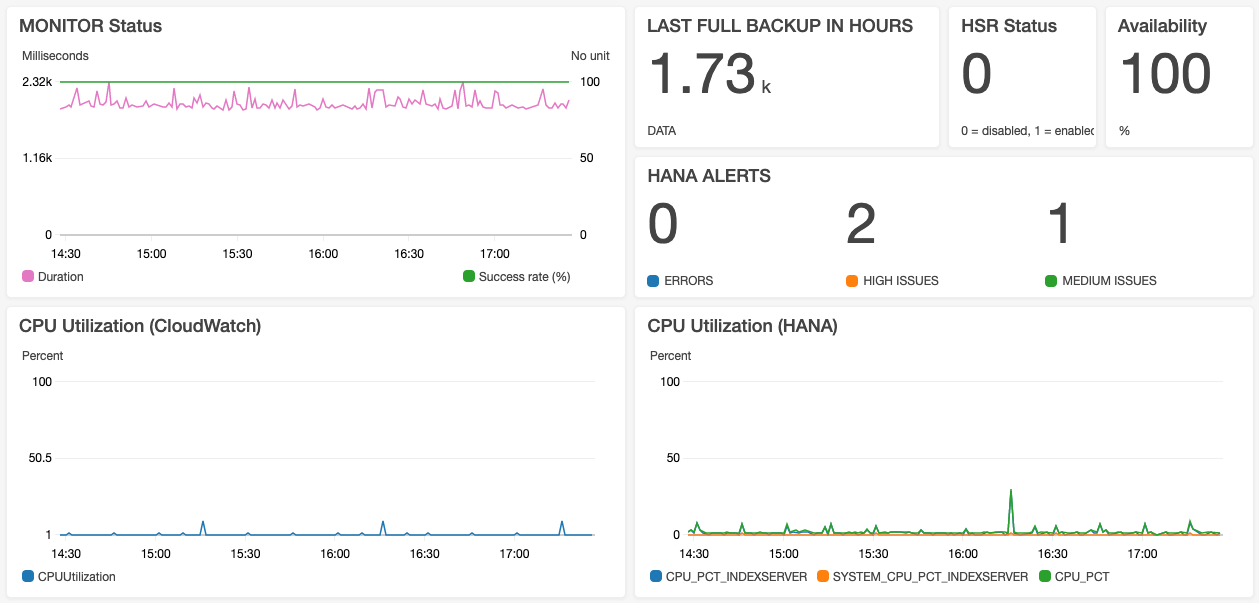 MONITOR Status
Milliseconds
No unit
2.32k
100
1.16k
50
0
0
14:30 15:00 15:30 16:00 16:30 17:00
Duration
Success rate (%)
LAST FULL BACKUP IN HOURS
1.73 k
DATA
HSR Status
0
0 = disabled, 1 = enabled
Availability
100
%
HANA ALERTS
0 2 1
ERRORS HIGH ISSUES MEDIUM ISSUES
CPU Utilization (CloudWatch)
Percent
100
50.5
1
14:30 15:00 15:30 16:00 16:30 17:00
CPUUtilization
CPU Utilization (HANA)
Percent
100
50
0
14:30 15:00 15:30 16:00 16:30 17:00
CPU_PCT_INDEXSERVER SYSTEM_CPU_PCT_INDEXSERVER CPU_PCT